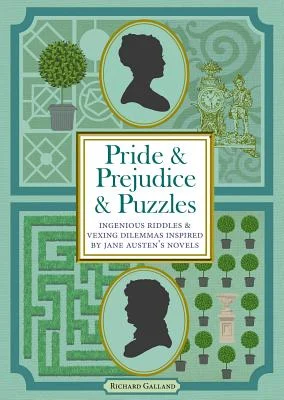 Pride &
Prejudice
& Puzzles
INGENIOUS RIDDLES &
VEXING DILEMMAS INSPIRED
BY JANE AUSTEN'S NOVELS
RICHARD GALLAND